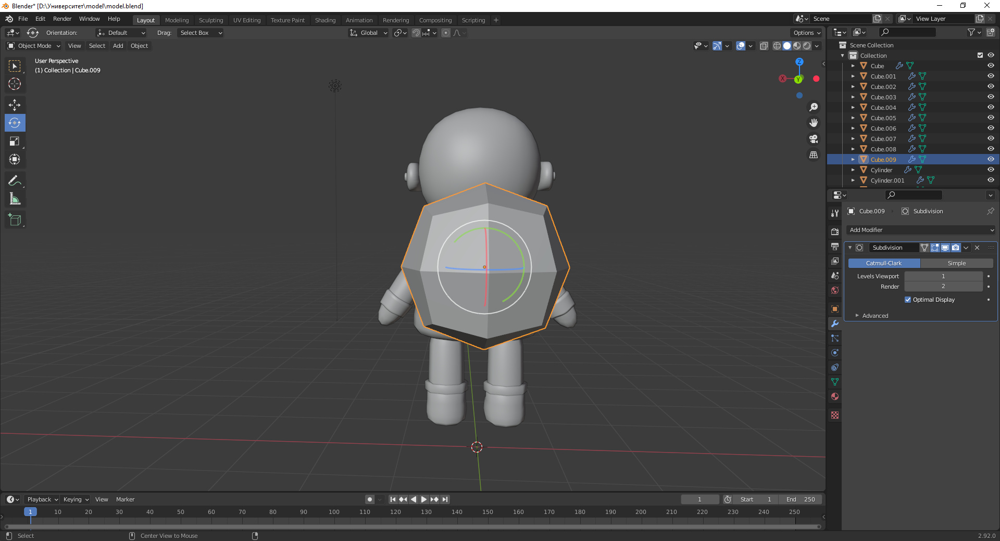 Blender* [D:\Университет\model\model.blend]
File Edit Render Window Help
Layout Modeling Sculpting UV Editing Texture Paint Shading Animation Rendering Compositing Scripting +
Scene
View Layer
Orientation: Default Drag: Select Box
Global
Options
Object Mode View Select Add Object
User Perspective
(1) Collection | Cube.009
Z
X
Y
Scene Collection
Collection
Cube
Cube.001
Cube.002
Cube.003
Cube.004
Cube.005
Cube.006
Cube.007
Cube.008
Cube.009
Cylinder
Cylinder.001
Cube.009 Subdivision
Add Modifier
Subdivision
Catmull-Clark Simple
Levels Viewport 1
Render 2
Optimal Display
Advanced
Playback Keying View Marker
1 Start 1 End 250
1 10 20 30 40 50 60 70 80 90 100 110 120 130 140 150 160 170 180 190 200 210 220 230 240 250
Select Center View to Mouse
2.92.0